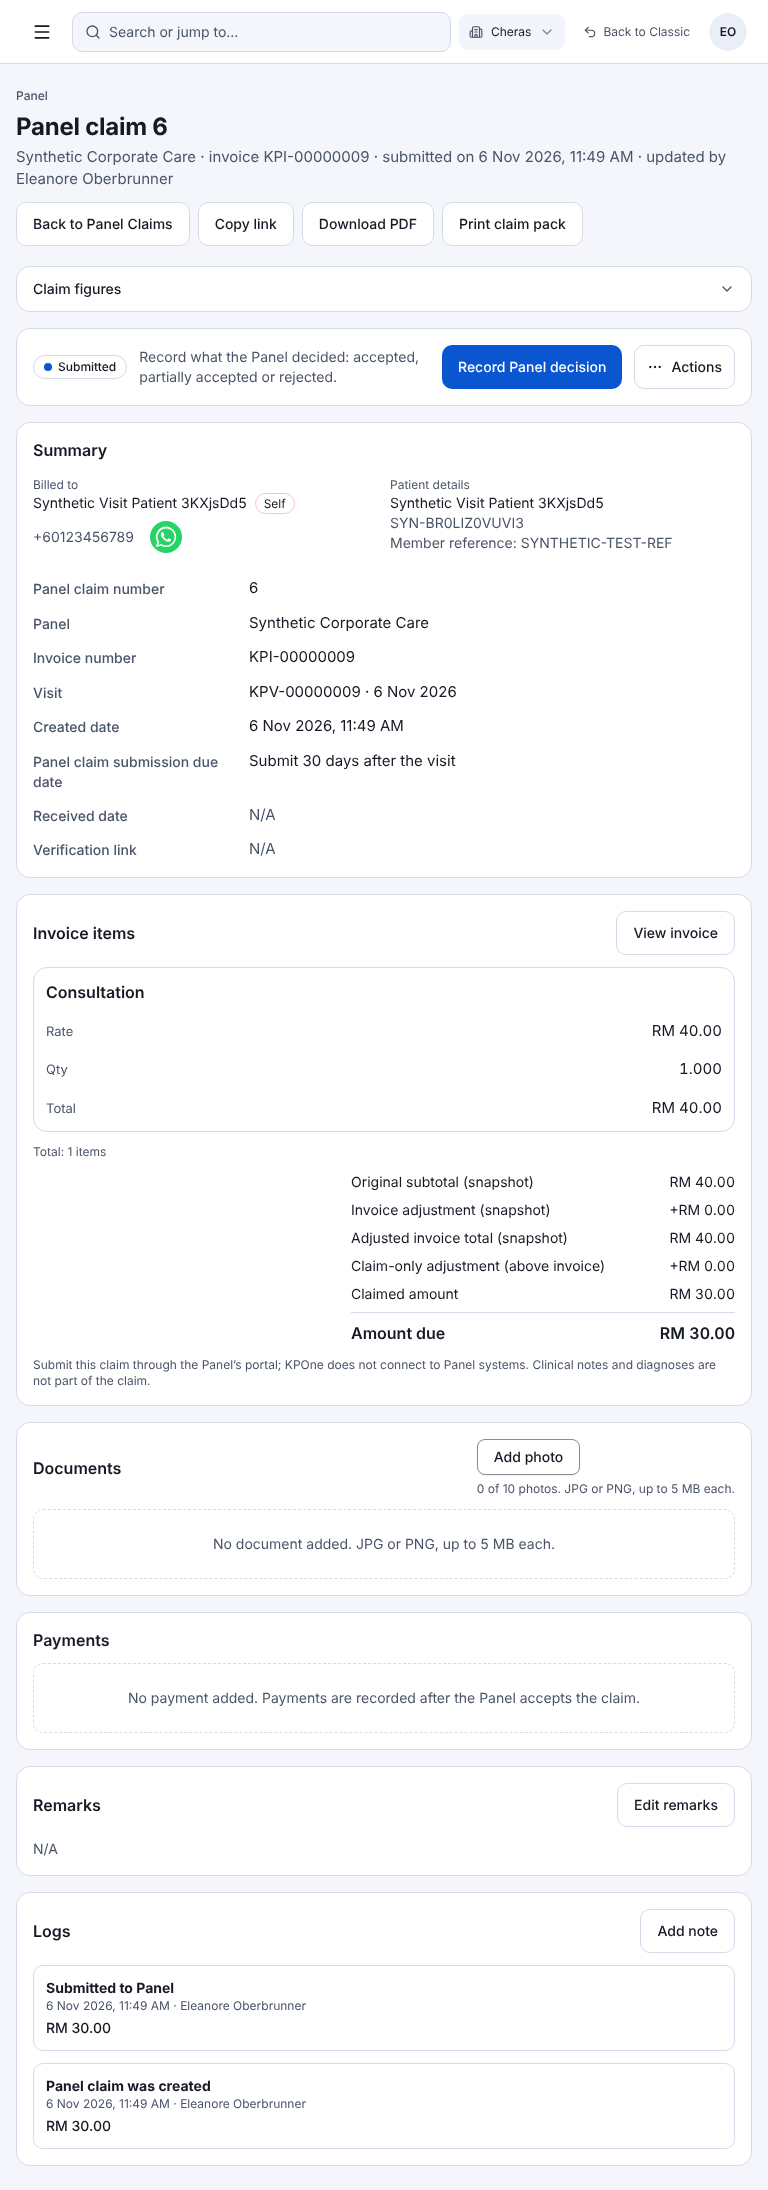 Search or jump to...
Cheras
Back to Classic
EO
Panel
Panel claim 6
Synthetic Corporate Care · invoice KPI-00000009 · submitted on 6 Nov 2026, 11:49 AM · updated by
Eleanore Oberbrunner
Back to Panel Claims
Copy link
Download PDF
Print claim pack
Claim figures
Submitted
Record what the Panel decided: accepted,
partially accepted or rejected.
Record Panel decision
··· Actions
Summary
Billed to
Synthetic Visit Patient 3KXjsDd5 Self
+60123456789
Patient details
Synthetic Visit Patient 3KXjsDd5
SYN-BR0LIZ0VUVI3
Member reference: SYNTHETIC-TEST-REF
Panel claim number 6
Panel Synthetic Corporate Care
Invoice number KPI-00000009
Visit KPV-00000009 · 6 Nov 2026
Created date 6 Nov 2026, 11:49 AM
Panel claim submission due
date
Submit 30 days after the visit
Received date N/A
Verification link N/A
Invoice items
View invoice
Consultation
Rate RM 40.00
Qty 1.000
Total RM 40.00
Total: 1 items
Original subtotal (snapshot) RM 40.00
Invoice adjustment (snapshot) +RM 0.00
Adjusted invoice total (snapshot) RM 40.00
Claim-only adjustment (above invoice) +RM 0.00
Claimed amount RM 30.00
Amount due RM 30.00
Submit this claim through the Panel’s portal; KPOne does not connect to Panel systems. Clinical notes and diagnoses are
not part of the claim.
Documents
Add photo
0 of 10 photos. JPG or PNG, up to 5 MB each.
No document added. JPG or PNG, up to 5 MB each.
Payments
No payment added. Payments are recorded after the Panel accepts the claim.
Remarks
Edit remarks
N/A
Logs
Add note
Submitted to Panel
6 Nov 2026, 11:49 AM · Eleanore Oberbrunner
RM 30.00
Panel claim was created
6 Nov 2026, 11:49 AM · Eleanore Oberbrunner
RM 30.00